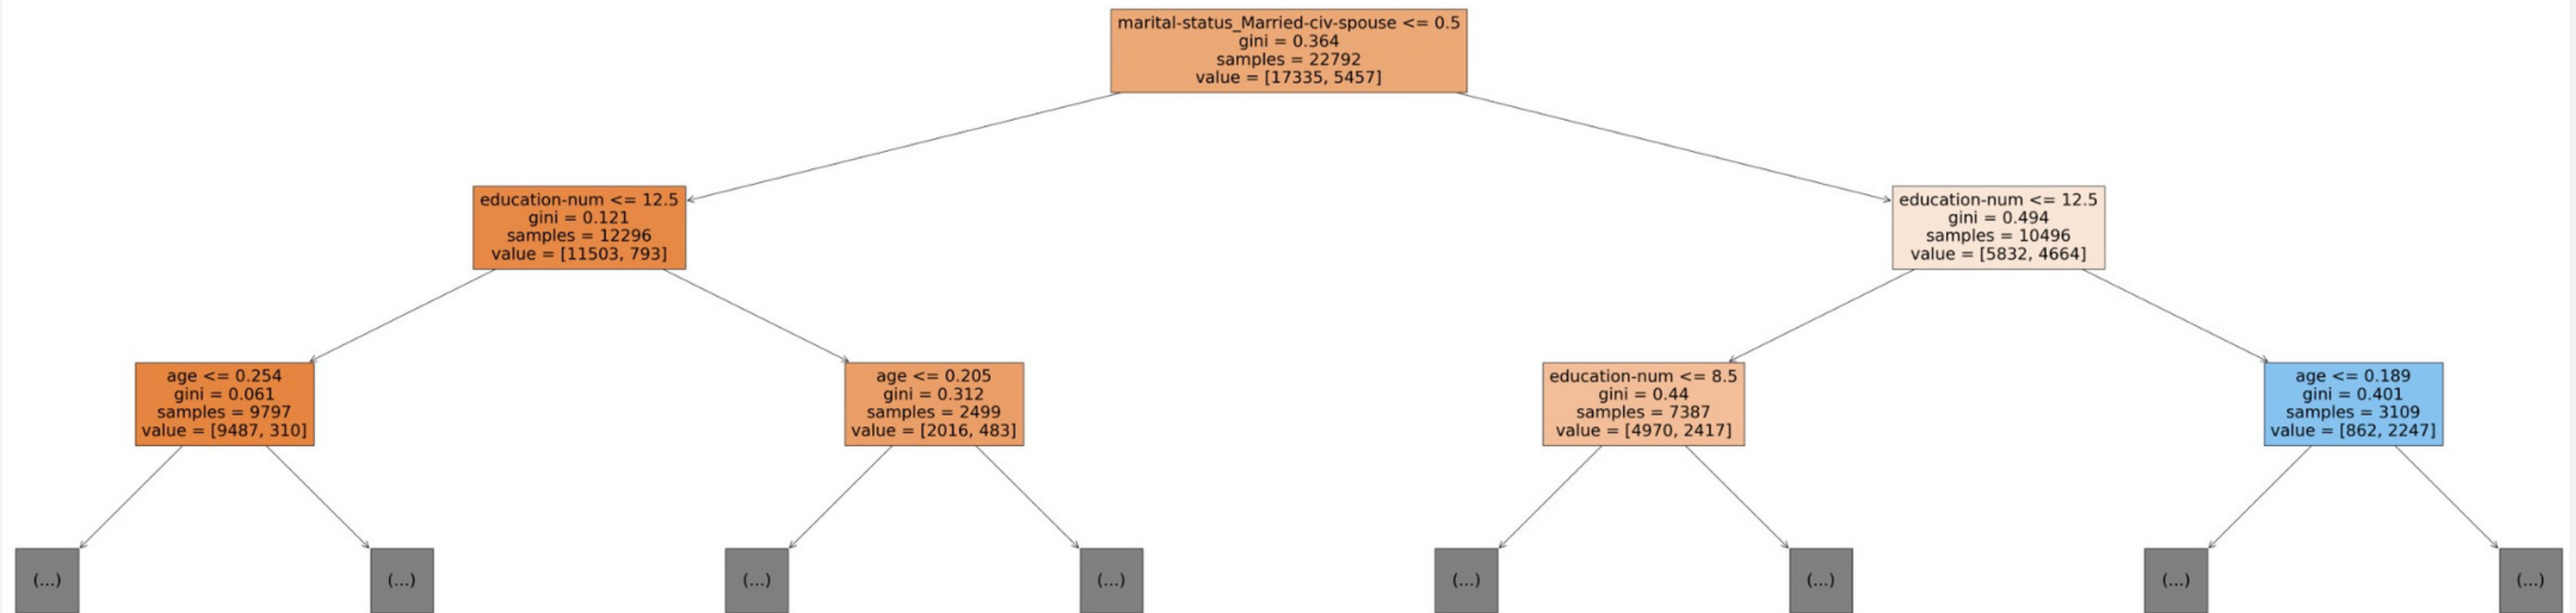 marital-status_Married-civ-spouse <= 0.5
gini = 0.364
samples = 22792
value = [17335, 5457]
education-num <= 12.5
gini = 0.121
samples = 12296
value = [11503, 793]
education-num <= 12.5
gini = 0.494
samples = 10496
value = [5832, 4664]
age <= 0.254
gini = 0.061
samples = 9797
value = [9487, 310]
age <= 0.205
gini = 0.312
samples = 2499
value = [2016, 483]
education-num <= 8.5
gini = 0.44
samples = 7387
value = [4970, 2417]
age <= 0.189
gini = 0.401
samples = 3109
value = [862, 2247]
(...)
(...)
(...)
(...)
(...)
(...)
(...)
(...)